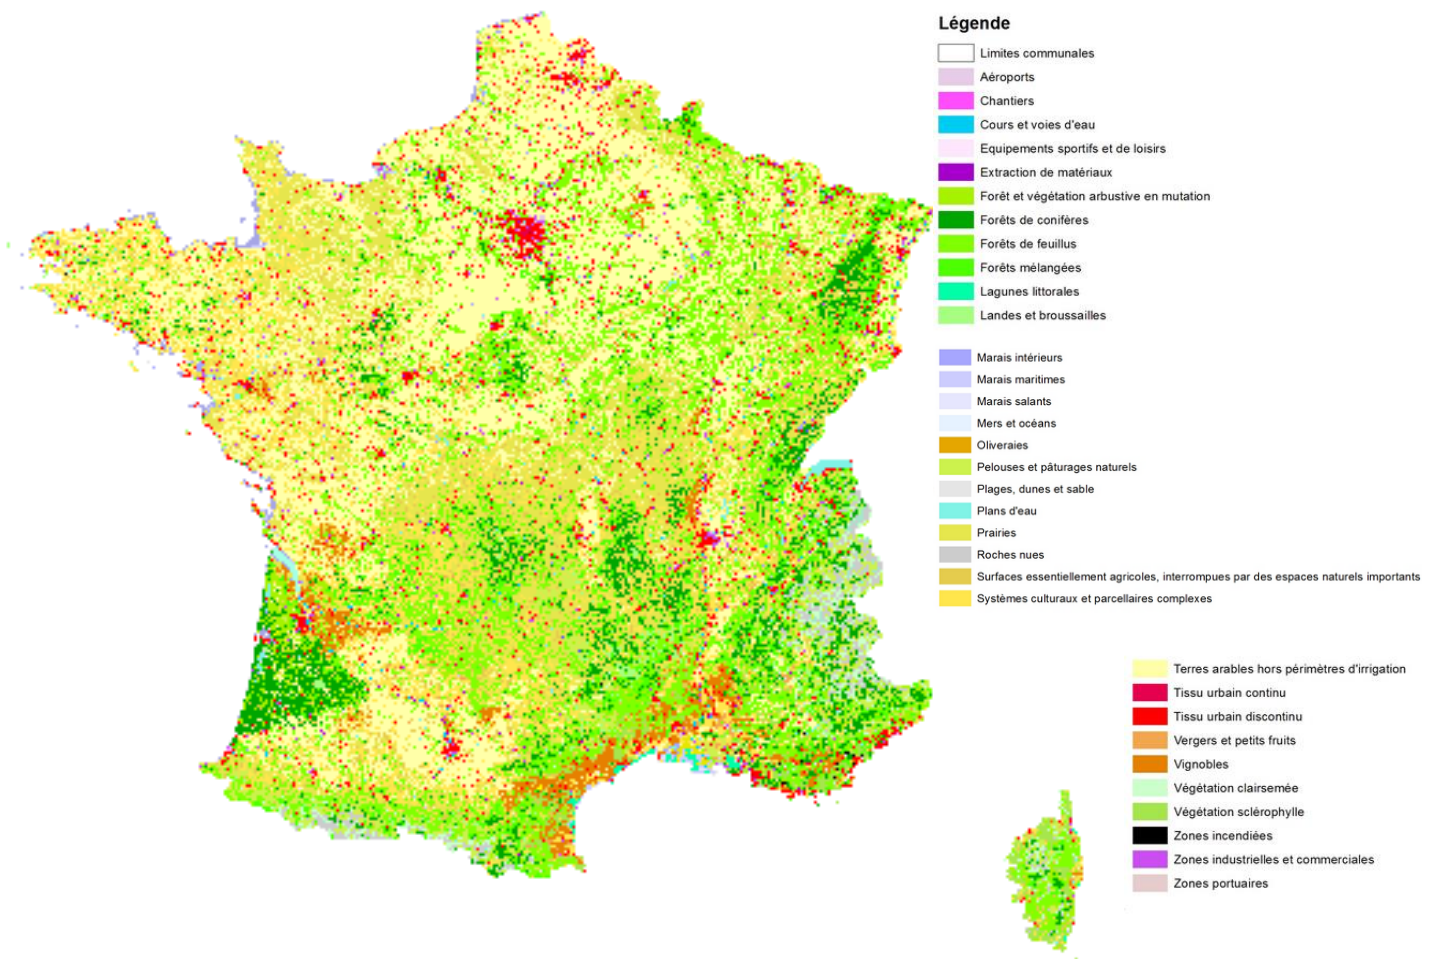 Légende
Limites communales
Aéroports
Chantiers
Cours et voies d'eau
Equipements sportifs et de loisirs
Extraction de matériaux
Forêt et végétation arbustive en mutation
Forêts de conifères
Forêts de feuillus
Forêts mélangées
Lagunes littorales
Landes et broussailles
Marais intérieurs
Marais maritimes
Marais salants
Mers et océans
Oliveraies
Pelouses et pâturages naturels
Plages, dunes et sable
Plans d'eau
Prairies
Roches nues
Surfaces essentiellement agricoles, interrompues par des espaces naturels importants
Systèmes culturaux et parcellaires complexes
Terres arables hors périmètres d'irrigation
Tissu urbain continu
Tissu urbain discontinu
Vergers et petits fruits
Vignobles
Végétation clairsemée
Végétation sclérophylle
Zones incendiées
Zones industrielles et commerciales
Zones portuaires